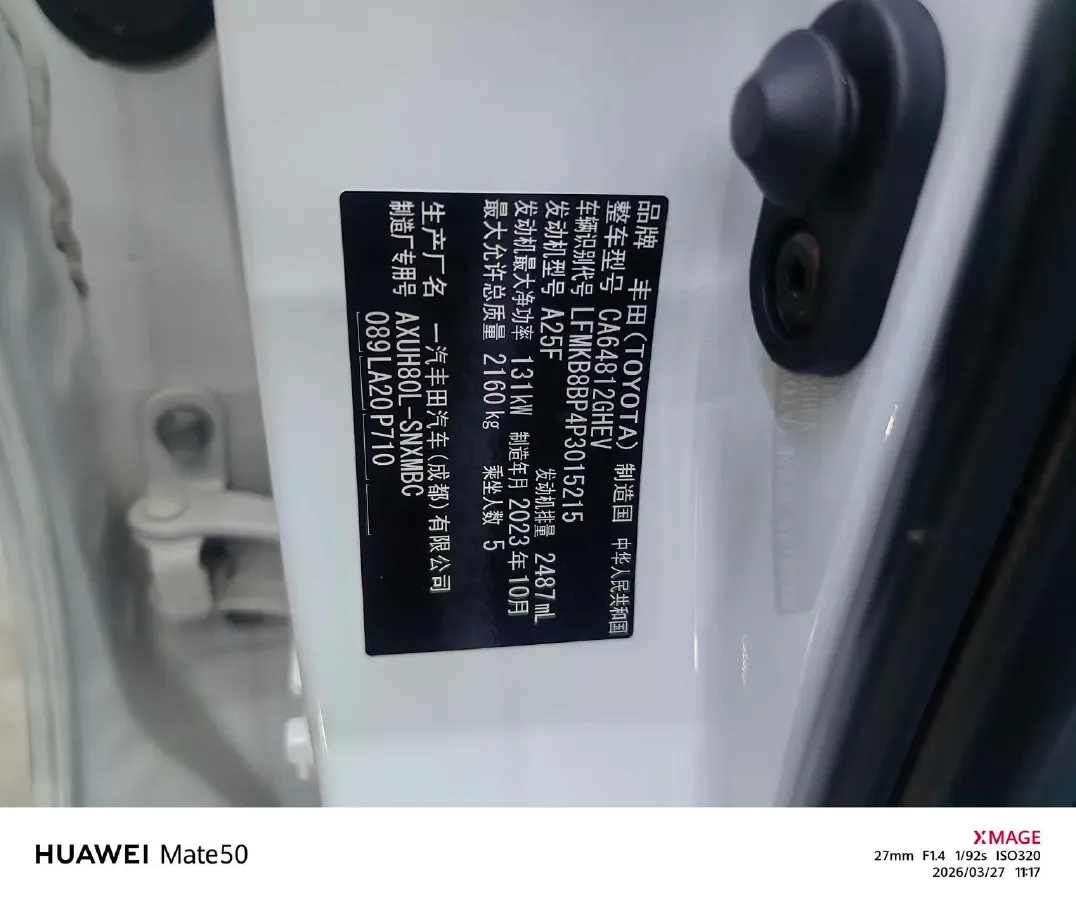 品牌 丰田(TOYOTA) 制造国 中华人民共和国
整车型号 CA64812GHEV
车辆识别代号 LFMKB8BP4P3015215
发动机型号 A25F 发动机排量 2487mL
发动机最大净功率 131kW 制造年月 2023年10月
最大允许总质量 2160kg 乘坐人数 5
生产厂名 一汽丰田汽车(成都)有限公司
制造厂专用号 AXUH80L-SNXMBC
089LA20P710
HUAWEI Mate50
XMAGE
27mm F1.4 1/92s ISO320
2026/03/27 11:17